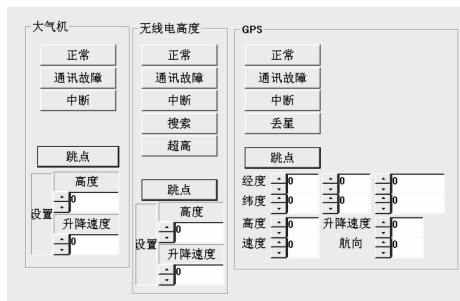 大气机
正常
通讯故障
中断
跳点
设置
高度
0
升降速度
0
无线电高度
正常
通讯故障
中断
搜索
超高
跳点
设置
高度
0
升降速度
0
GPS
正常
通讯故障
中断
丢星
跳点
经度 0 0 0
纬度 0 0 0
高度 0 升降速度 0
速度 0 航向 0